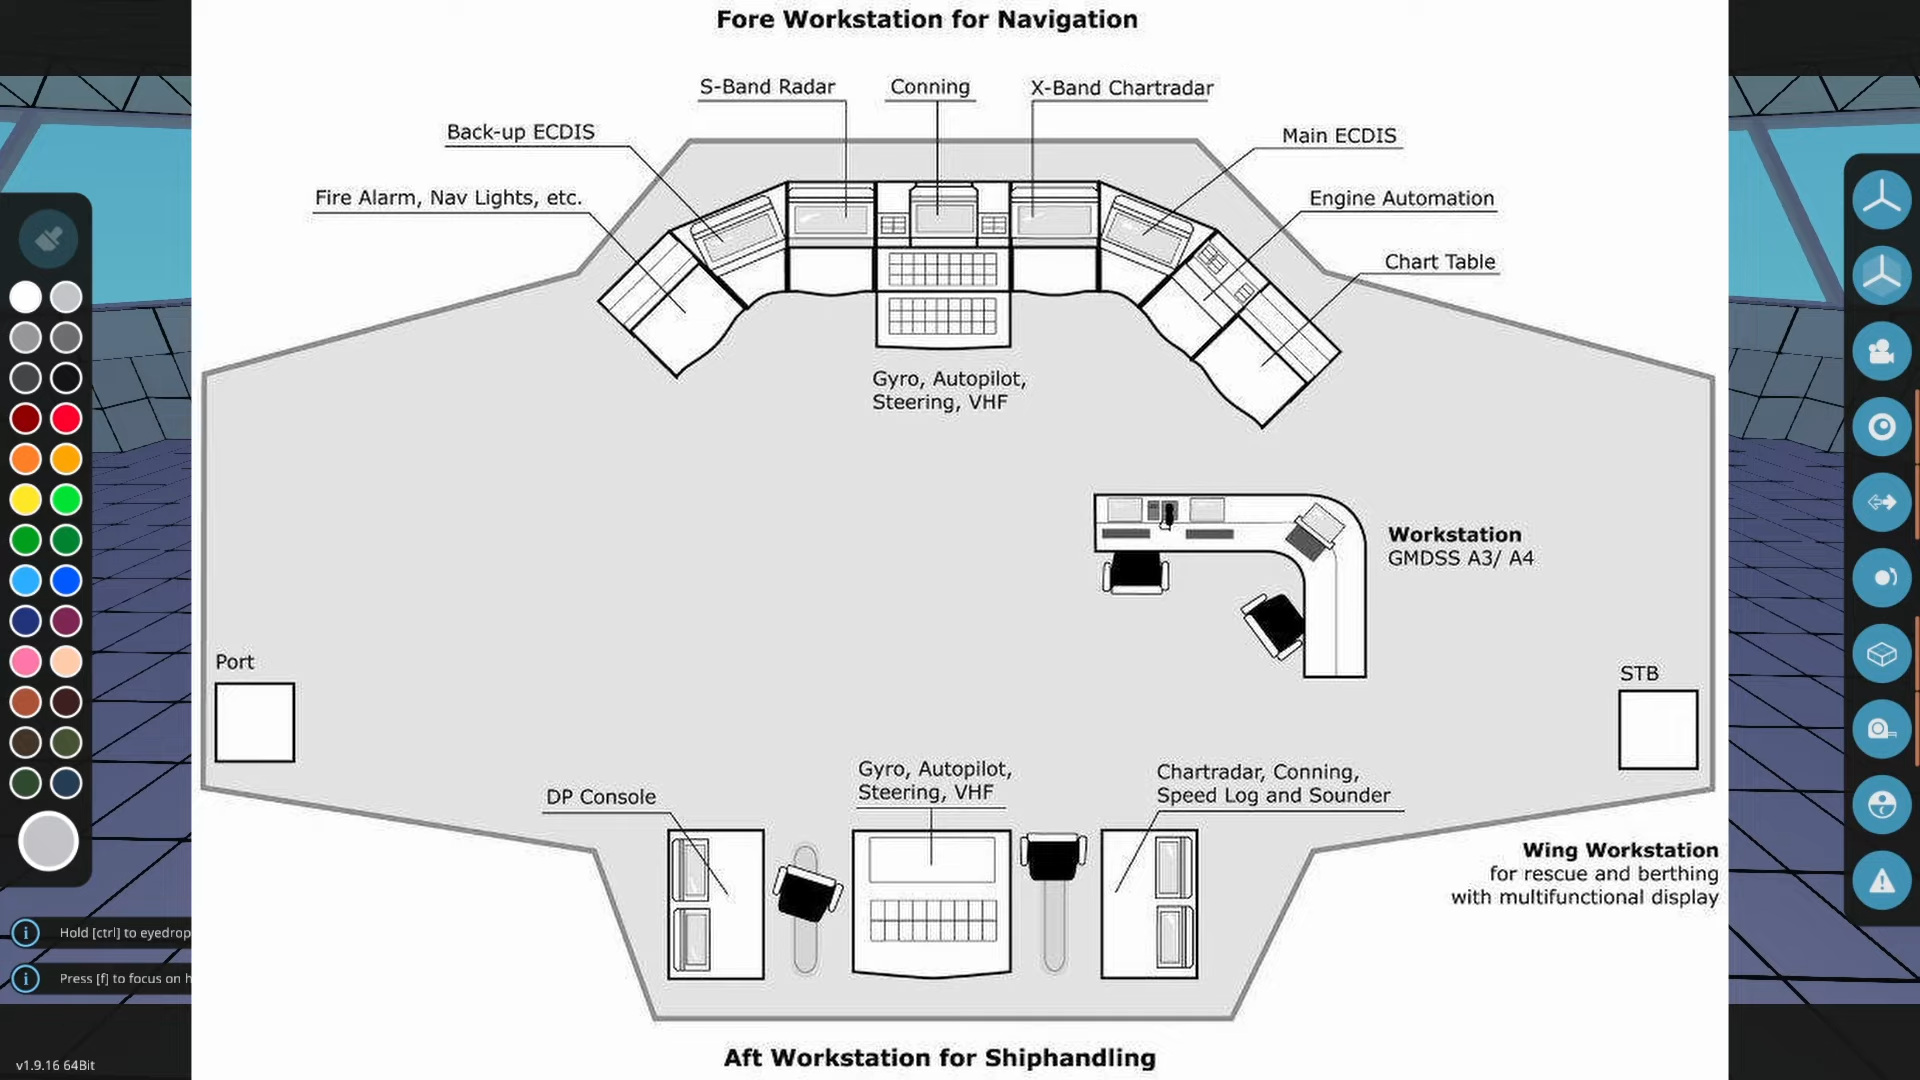 Fore Workstation for Navigation
S-Band Radar
Conning
X-Band Chartradar
Back-up ECDIS
Main ECDIS
Fire Alarm, Nav Lights, etc.
Engine Automation
Chart Table
Gyro, Autopilot,
Steering, VHF
Workstation
GMDSS A3/ A4
Port
STB
Gyro, Autopilot,
Steering, VHF
Chartradar, Conning,
Speed Log and Sounder
DP Console
Wing Workstation
for rescue and berthing
with multifunctional display
Hold [ctrl] to eyedrop
Press [f] to focus on h
Aft Workstation for Shiphandling
v1.9.16 64Bit